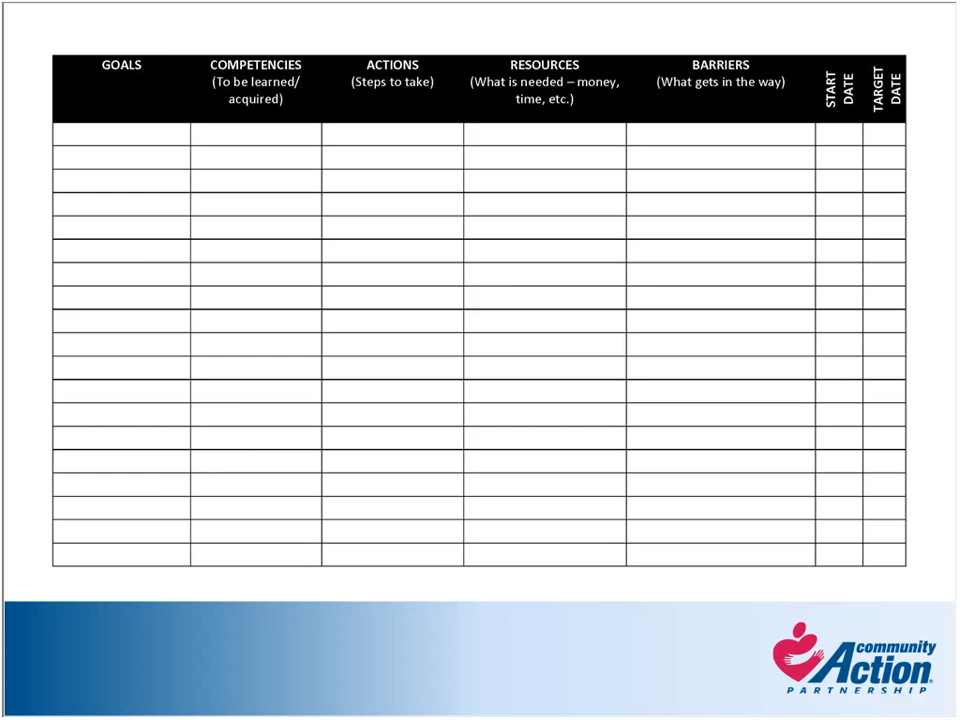 GOALS
COMPETENCIES
(To be learned/
acquired)
ACTIONS
(Steps to take)
RESOURCES
(What is needed – money,
time, etc.)
BARRIERS
(What gets in the way)
START
DATE
TARGET
DATE
community
Action®
PARTNERSHIP